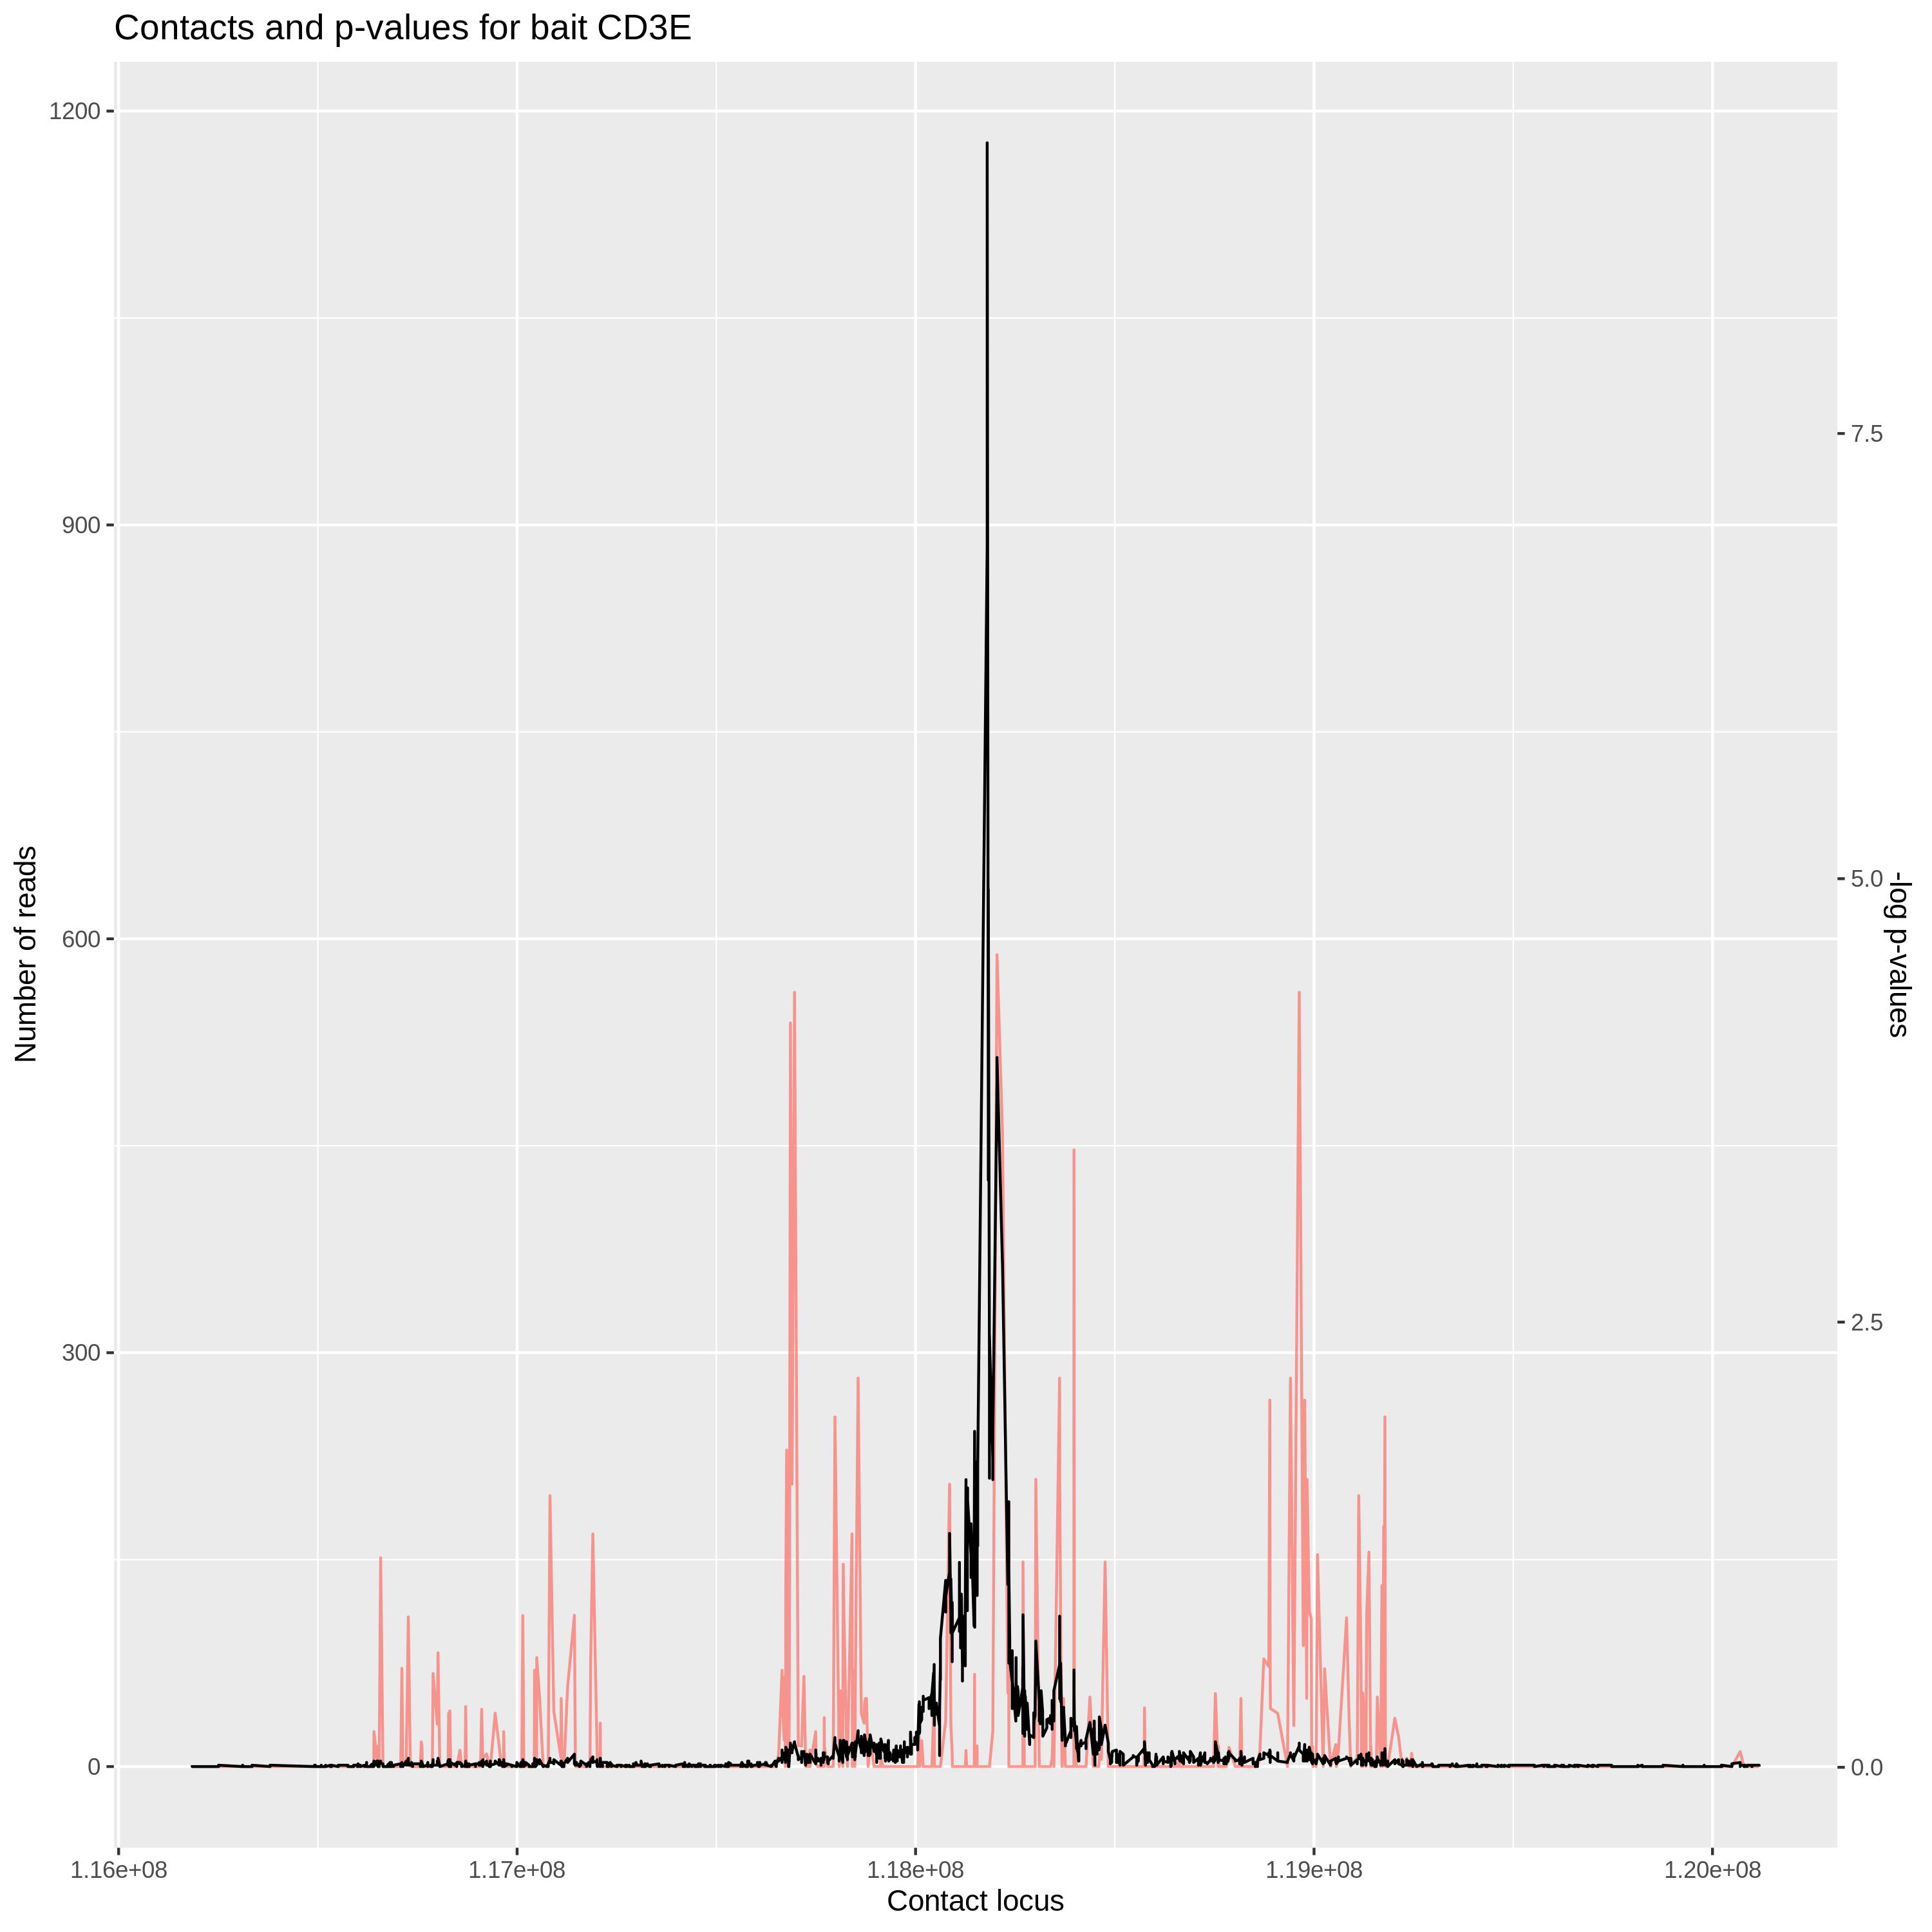 Contacts and p-values for bait CD3E
1200
900
600
300
0
Number of reads
7.5
5.0
2.5
0.0
-log p-values
1.16e+08
1.17e+08
1.18e+08
1.19e+08
1.20e+08
Contact locus